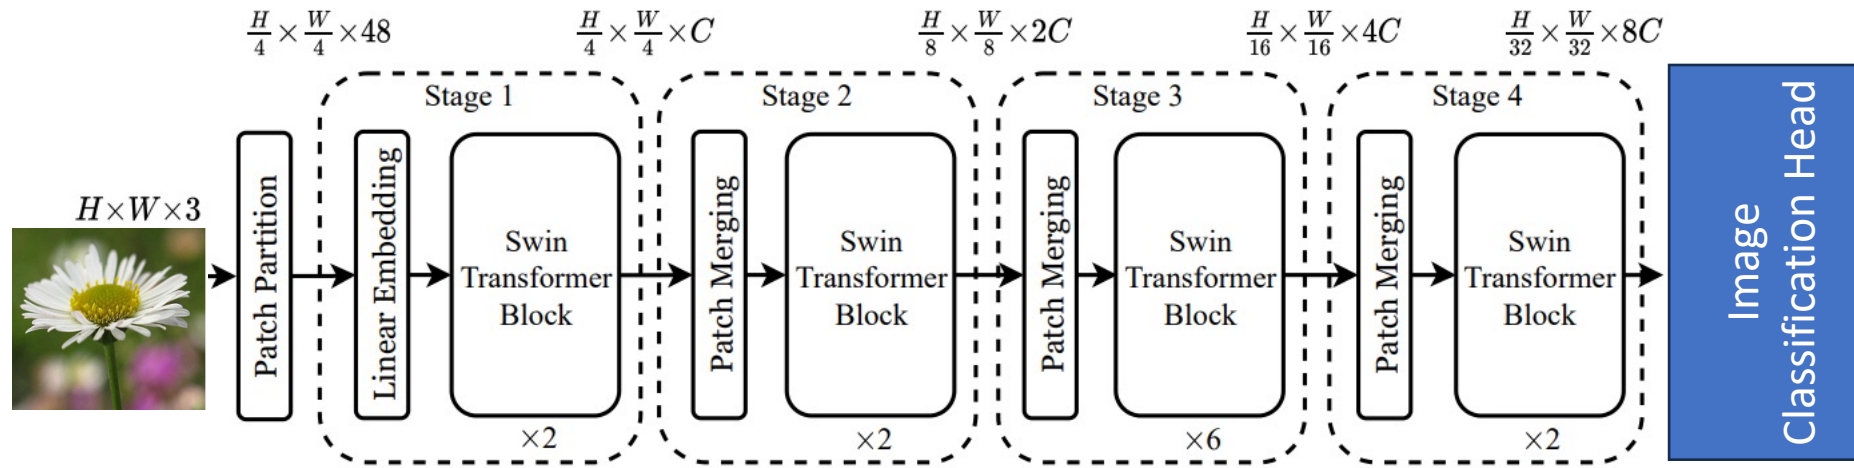 H/4 × W/4 × 48
H/4 × W/4 × C
H/8 × W/8 × 2C
H/16 × W/16 × 4C
H/32 × W/32 × 8C
Stage 1
Stage 2
Stage 3
Stage 4
H×W×3
Patch Partition
Linear Embedding
Swin
Transformer
Block
×2
Patch Merging
Swin
Transformer
Block
×2
Patch Merging
Swin
Transformer
Block
×6
Patch Merging
Swin
Transformer
Block
×2
Image
Classification Head